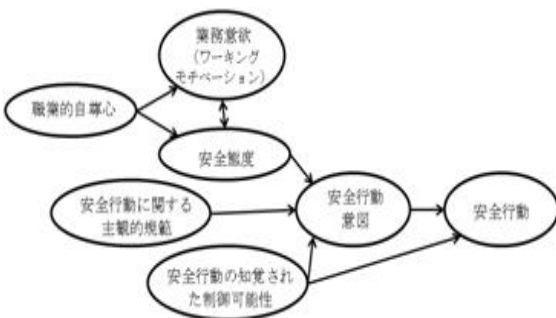 業務意欲
(ワーキング
モチベーション)
職業的自尊心
安全態度
安全行動に関する
主観的規範
安全行動
意図
安全行動
安全行動の知覚され
た制御可能性